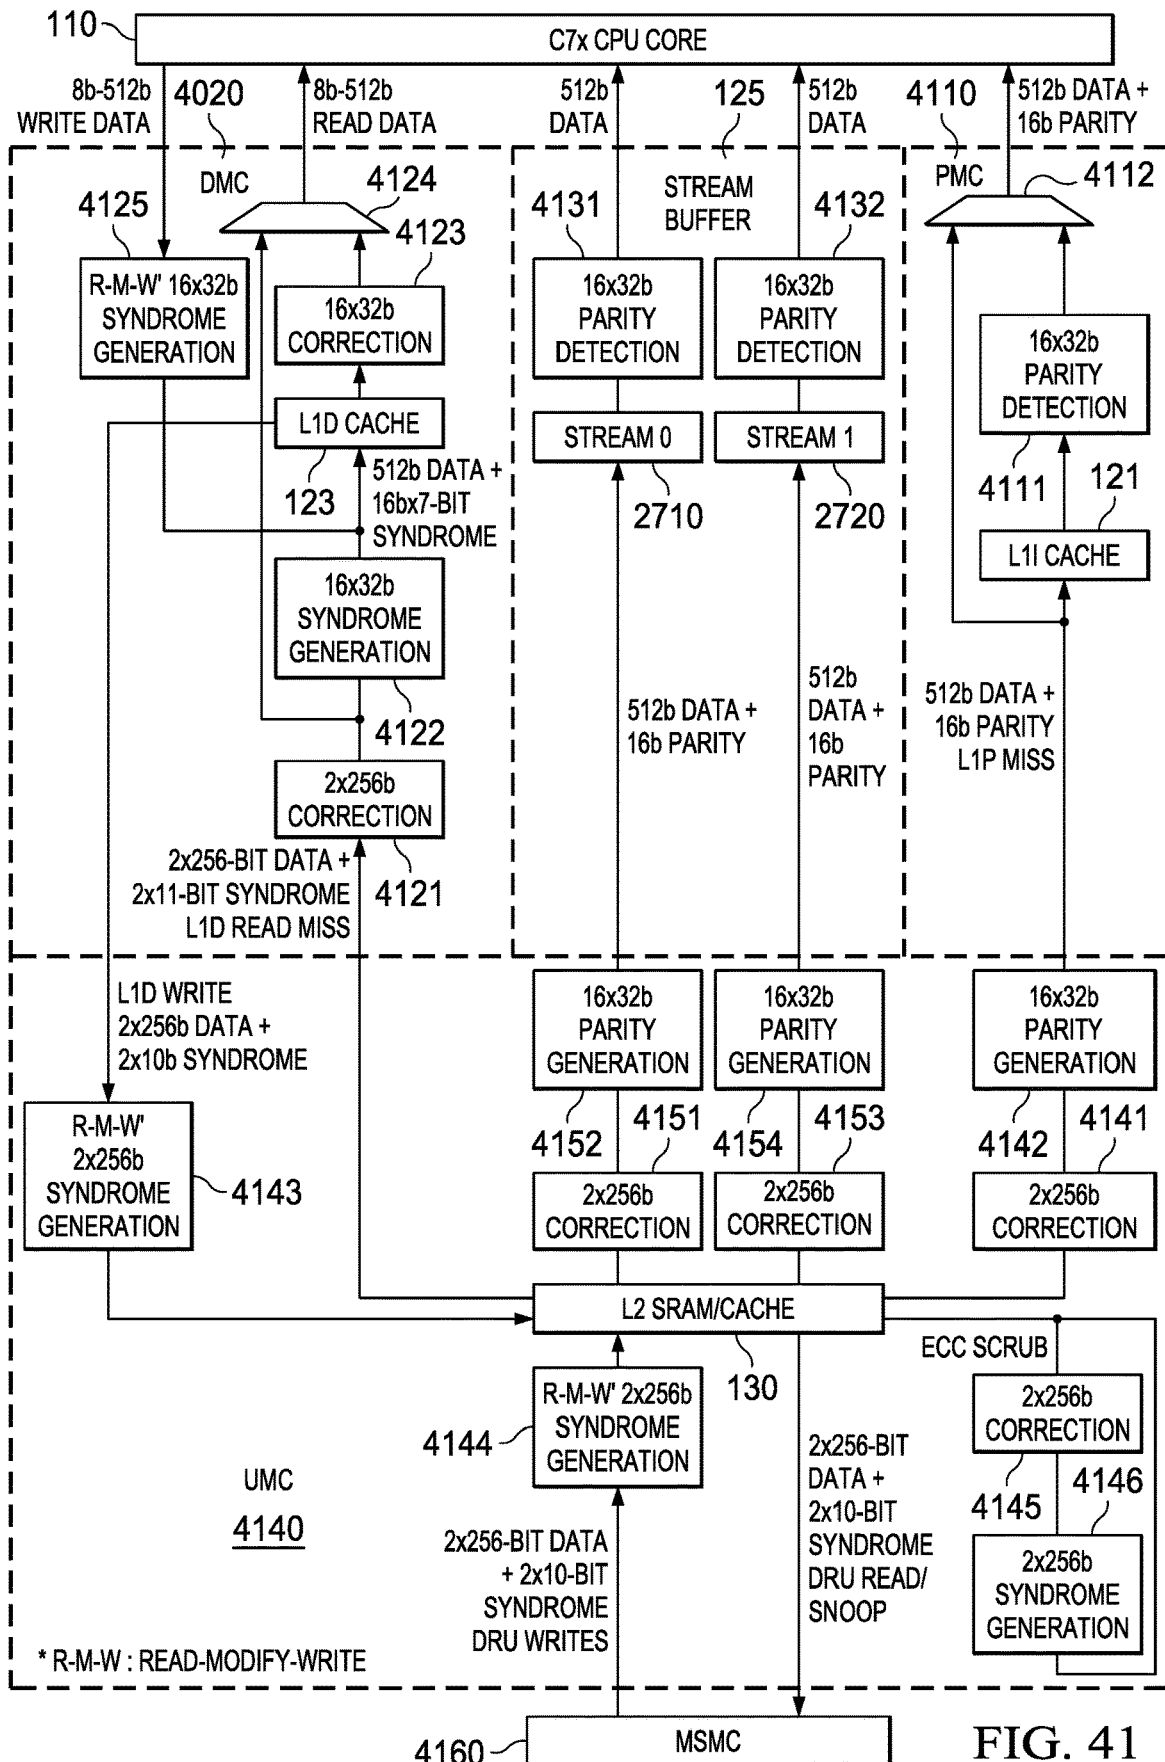 110
C7x CPU CORE
8b-512b
WRITE DATA
4020
8b-512b
READ DATA
512b
DATA
125
512b
DATA
4110
512b DATA +
16b PARITY
DMC
4124
4125
4123
R-M-W' 16x32b
SYNDROME
GENERATION
16x32b
CORRECTION
L1D CACHE
123
512b DATA +
16bx7-BIT
SYNDROME
16x32b
SYNDROME
GENERATION
4122
2x256b
CORRECTION
2x256-BIT DATA +
2x11-BIT SYNDROME
L1D READ MISS
4121
STREAM
BUFFER
4131
4132
16x32b
PARITY
DETECTION
16x32b
PARITY
DETECTION
STREAM 0
STREAM 1
2710
2720
512b DATA +
16b PARITY
512b
DATA +
16b
PARITY
PMC
4112
16x32b
PARITY
DETECTION
4111
121
L1I CACHE
512b DATA +
16b PARITY
L1P MISS
L1D WRITE
2x256b DATA +
2x10b SYNDROME
R-M-W'
2x256b
SYNDROME
GENERATION
4143
16x32b
PARITY
GENERATION
16x32b
PARITY
GENERATION
16x32b
PARITY
GENERATION
4152
4151
4154
4153
4142
4141
2x256b
CORRECTION
2x256b
CORRECTION
2x256b
CORRECTION
L2 SRAM/CACHE
130
ECC SCRUB
R-M-W' 2x256b
SYNDROME
GENERATION
4144
2x256b
CORRECTION
4145
4146
2x256b
SYNDROME
GENERATION
UMC
4140
2x256-BIT DATA
+ 2x10-BIT
SYNDROME
DRU WRITES
2x256-BIT
DATA +
2x10-BIT
SYNDROME
DRU READ/
SNOOP
* R-M-W : READ-MODIFY-WRITE
4160
MSMC
FIG. 41